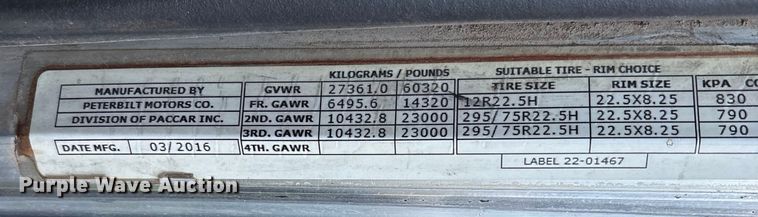 KILOGRAMS / POUNDS SUITABLE TIRE - RIM CHOICE
MANUFACTURED BY GVWR 27361.0 60320 TIRE SIZE RIM SIZE KPA CO
PETERBILT MOTORS CO. FR. GAWR 6495.6 14320 12R22.5H 22.5X8.25 830
DIVISION OF PACCAR INC. 2ND. GAWR 10432.8 23000 295/75R22.5H 22.5X8.25 790
3RD. GAWR 10432.8 23000 295/75R22.5H 22.5X8.25 790
DATE MFG. 03/2016 4TH. GAWR
LABEL 22-01467
Purple Wave Auction